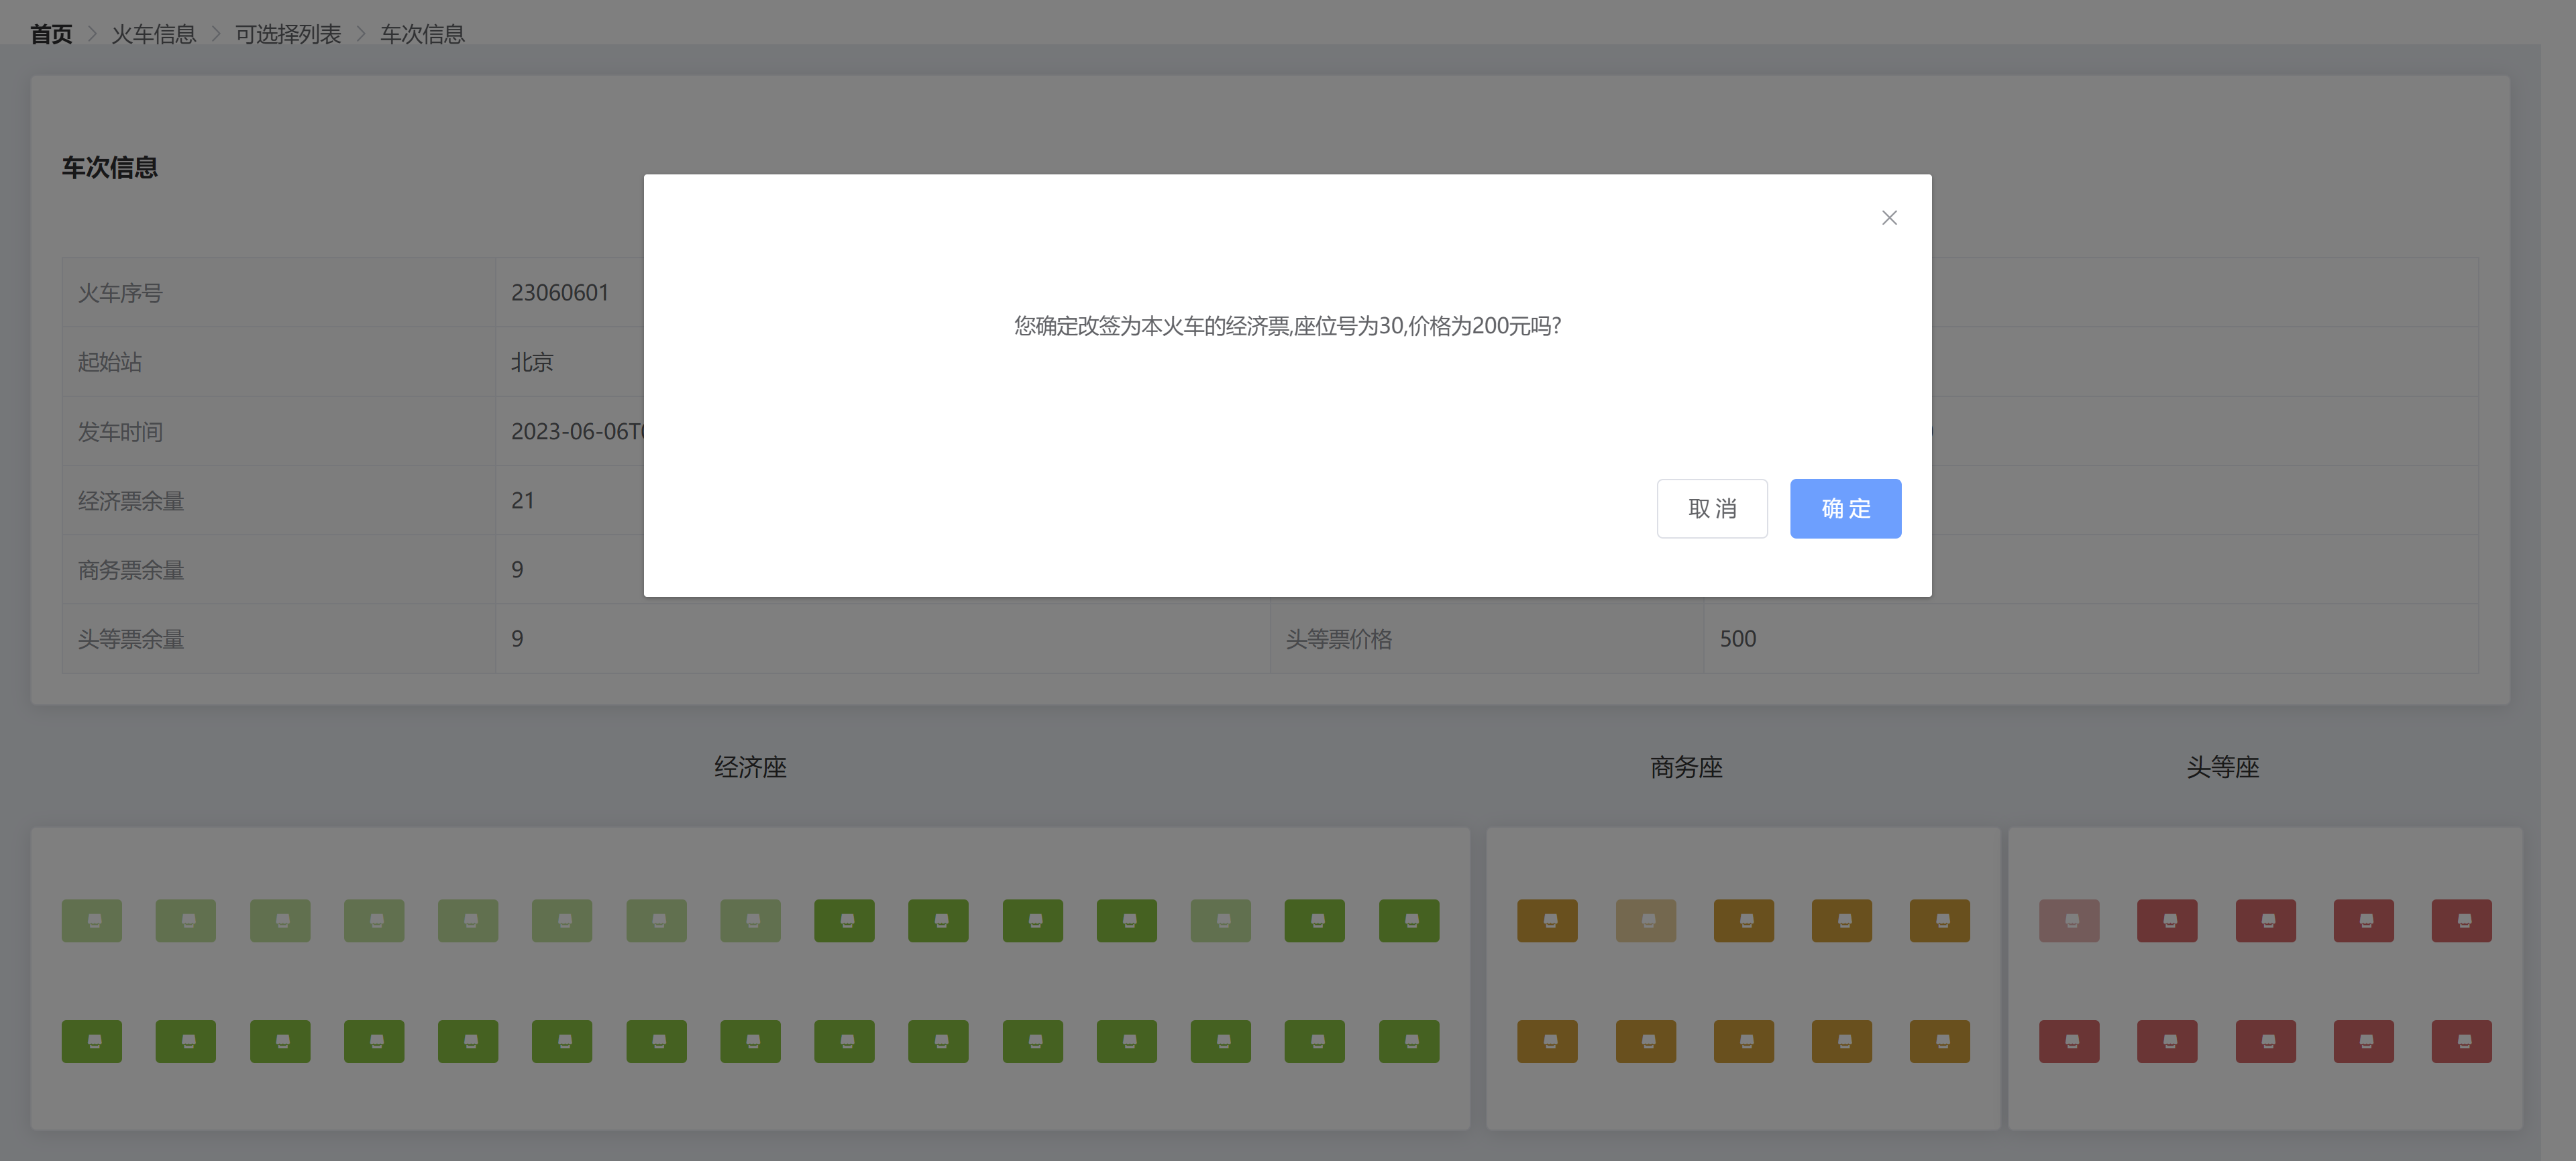 首页 > 火车信息 > 可选择列表 > 车次信息
车次信息
您确定改签为本火车的经济票,座位号为30,价格为200元吗?
取 消 确 定
火车序号 23060601
起始站 北京
发车时间 2023-06-06T
经济票余量 21
商务票余量 9
头等票余量 9 头等票价格 500
经济座 商务座 头等座